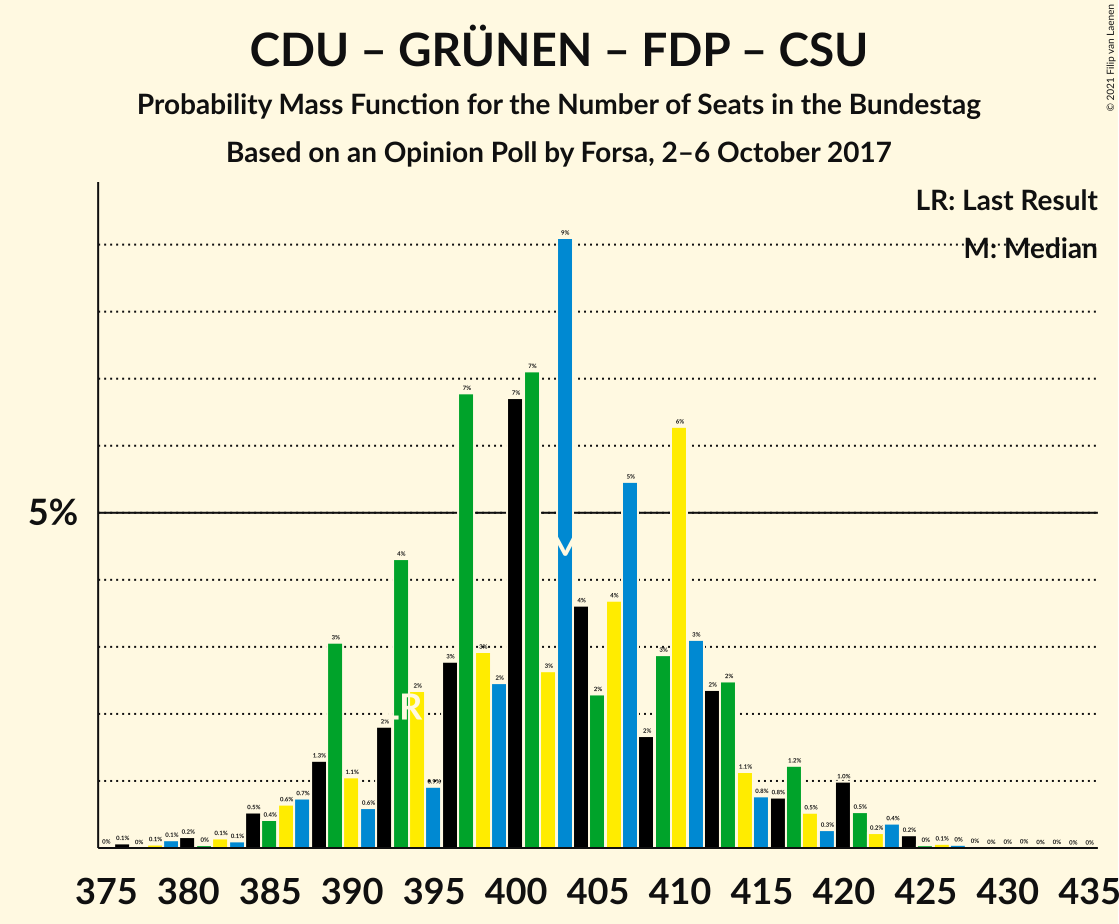 CDU – GRÜNEN – FDP – CSU
Probability Mass Function for the Number of Seats in the Bundestag
Based on an Opinion Poll by Forsa, 2–6 October 2017
© 2021 Filip van Laenen
LR: Last Result
M: Median
5%
0% 0.1% 0% 0.1% 0.1% 0.2% 0% 0.1% 0.1% 0.5% 0.4% 0.6% 0.7% 1.3% 3% 1.1% 0.6% 2% 4% 2% 0.9% 3% 7% 3% 2% 7% 7% 3% 9% 4% 2% 4% 5% 2% 3% 6% 3% 2% 2% 1.1% 0.8% 0.8% 1.2% 0.5% 0.3% 1.0% 0.5% 0.2% 0.4% 0.2% 0% 0.1% 0% 0% 0% 0% 0% 0% 0% 0% 0%
LR
M
375 380 385 390 395 400 405 410 415 420 425 430 435